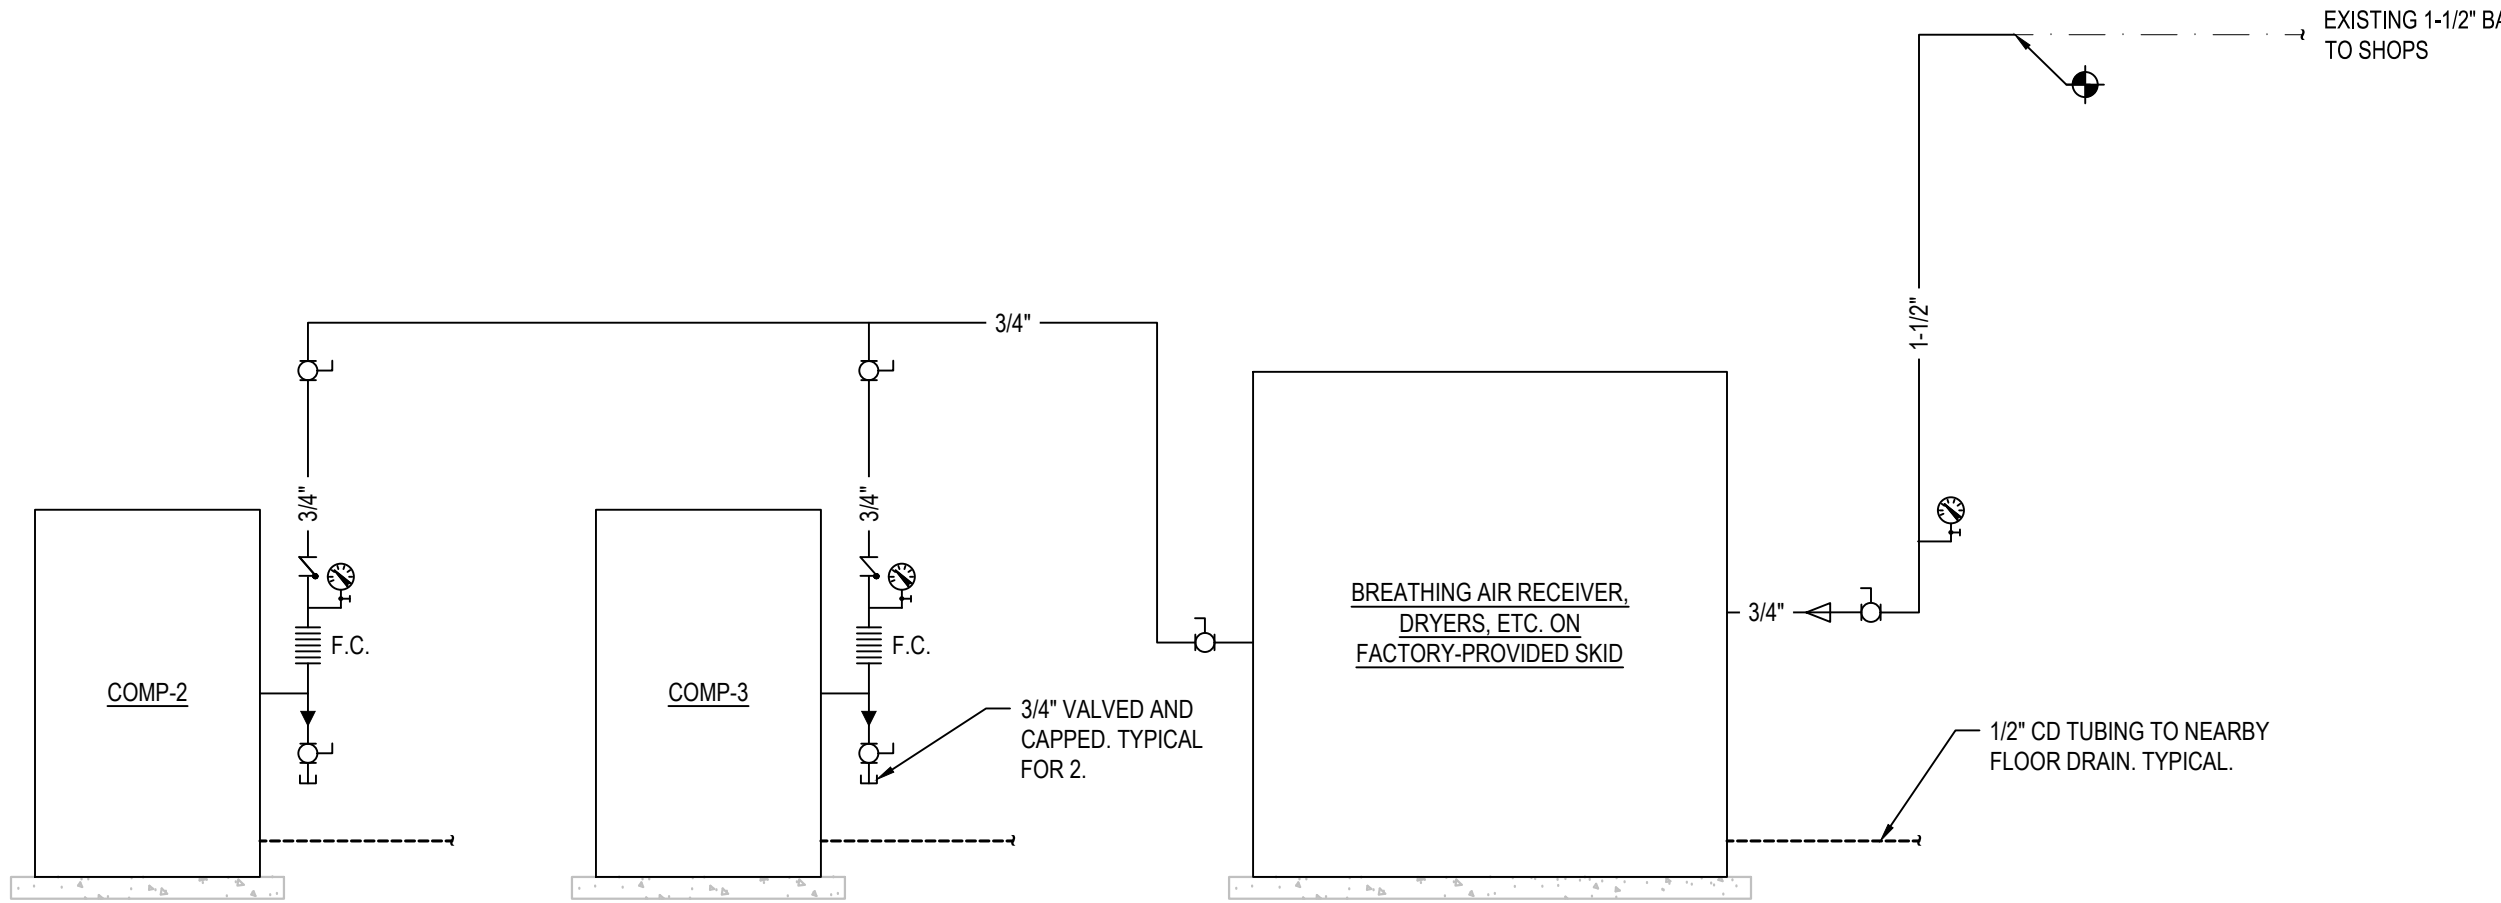 EXISTING 1-1/2" BA
TO SHOPS
3/4"
1-1/2"
3/4"
3/4"
F.C.
F.C.
COMP-2
COMP-3
BREATHING AIR RECEIVER,
DRYERS, ETC. ON
FACTORY-PROVIDED SKID
3/4"
3/4" VALVED AND
CAPPED. TYPICAL
FOR 2.
1/2" CD TUBING TO NEARBY
FLOOR DRAIN. TYPICAL.